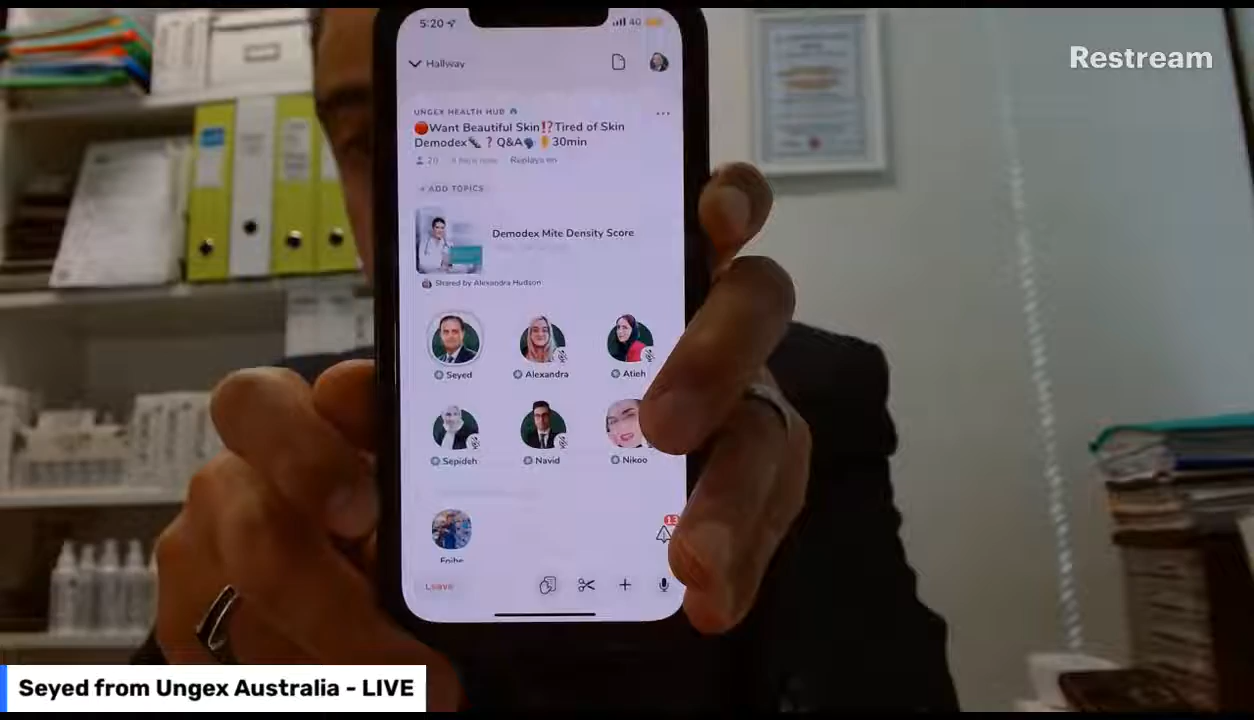 Restream
5:20
4G
Hallway
UNGEX HEALTH HUB
🔴Want Beautiful Skin⁉️Tired of Skin
Demodex🐛❓Q&A🗣️👂30min
20
Replays on
+ ADD TOPICS
Demodex Mite Density Score
Shared by Alexandra Hudson
Seyed
Alexandra
Atieh
Sepideh
Navid
Nikoo
13
Leave
Seyed from Ungex Australia - LIVE